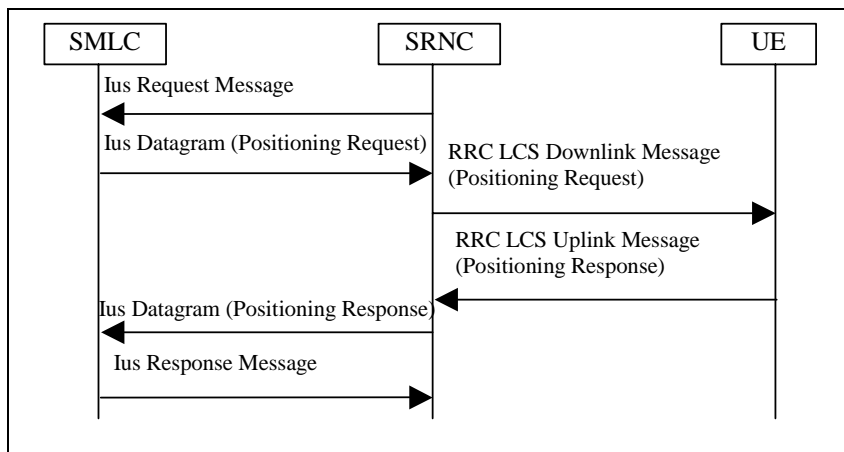 SMLC
SRNC
UE
Ius Request Message
Ius Datagram (Positioning Request)
RRC LCS Downlink Message
(Positioning Request)
RRC LCS Uplink Message
(Positioning Response)
Ius Datagram (Positioning Response)
Ius Response Message